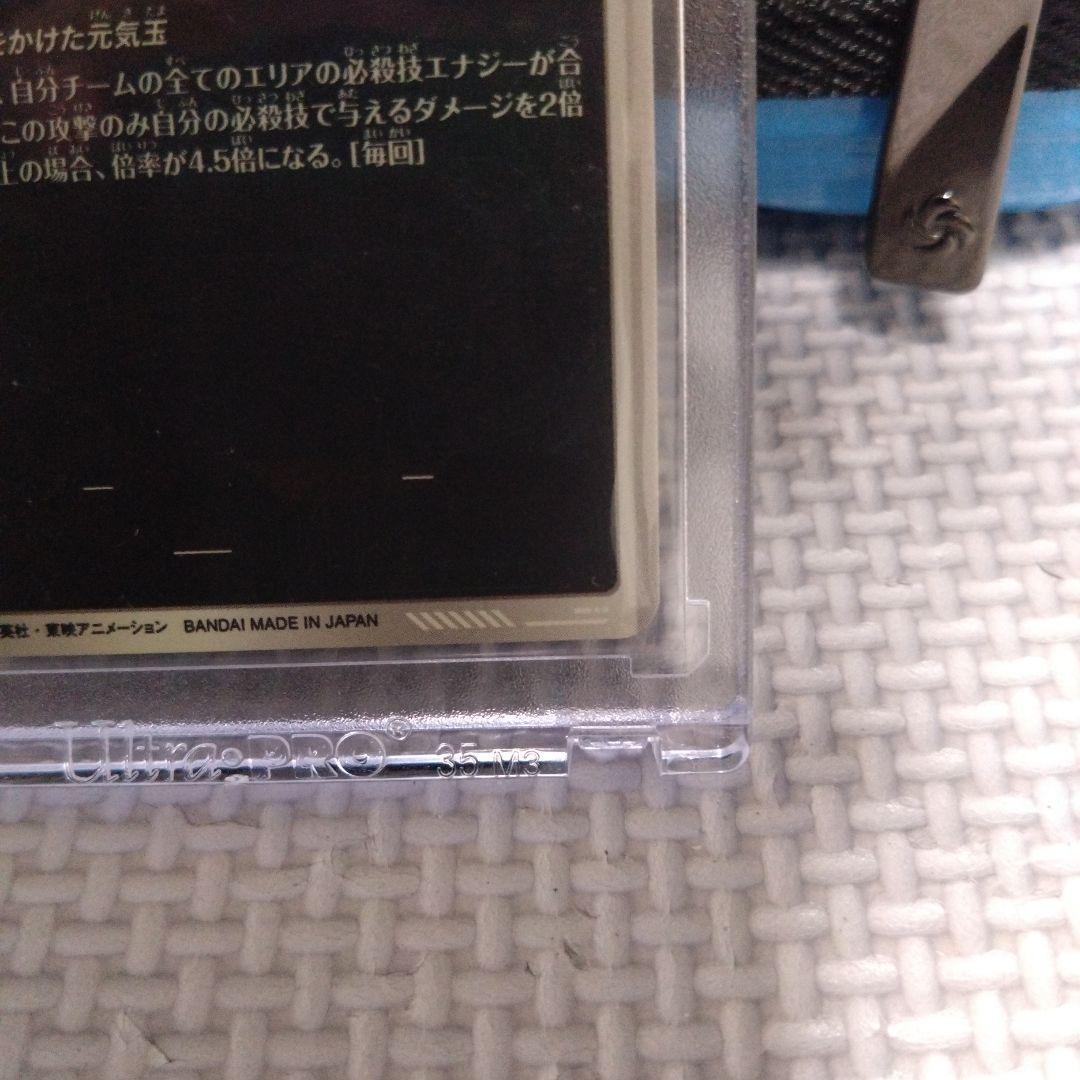 をかけた元気玉
、自分チームの全てのエリアの必殺技エナジーが合
この攻撃のみ自分の必殺技で与えるダメージを2倍
上の場合、倍率が4.5倍になる。[毎回]
英社・東映アニメーション BANDAI MADE IN JAPAN
Ultra•PRO® 35 M3